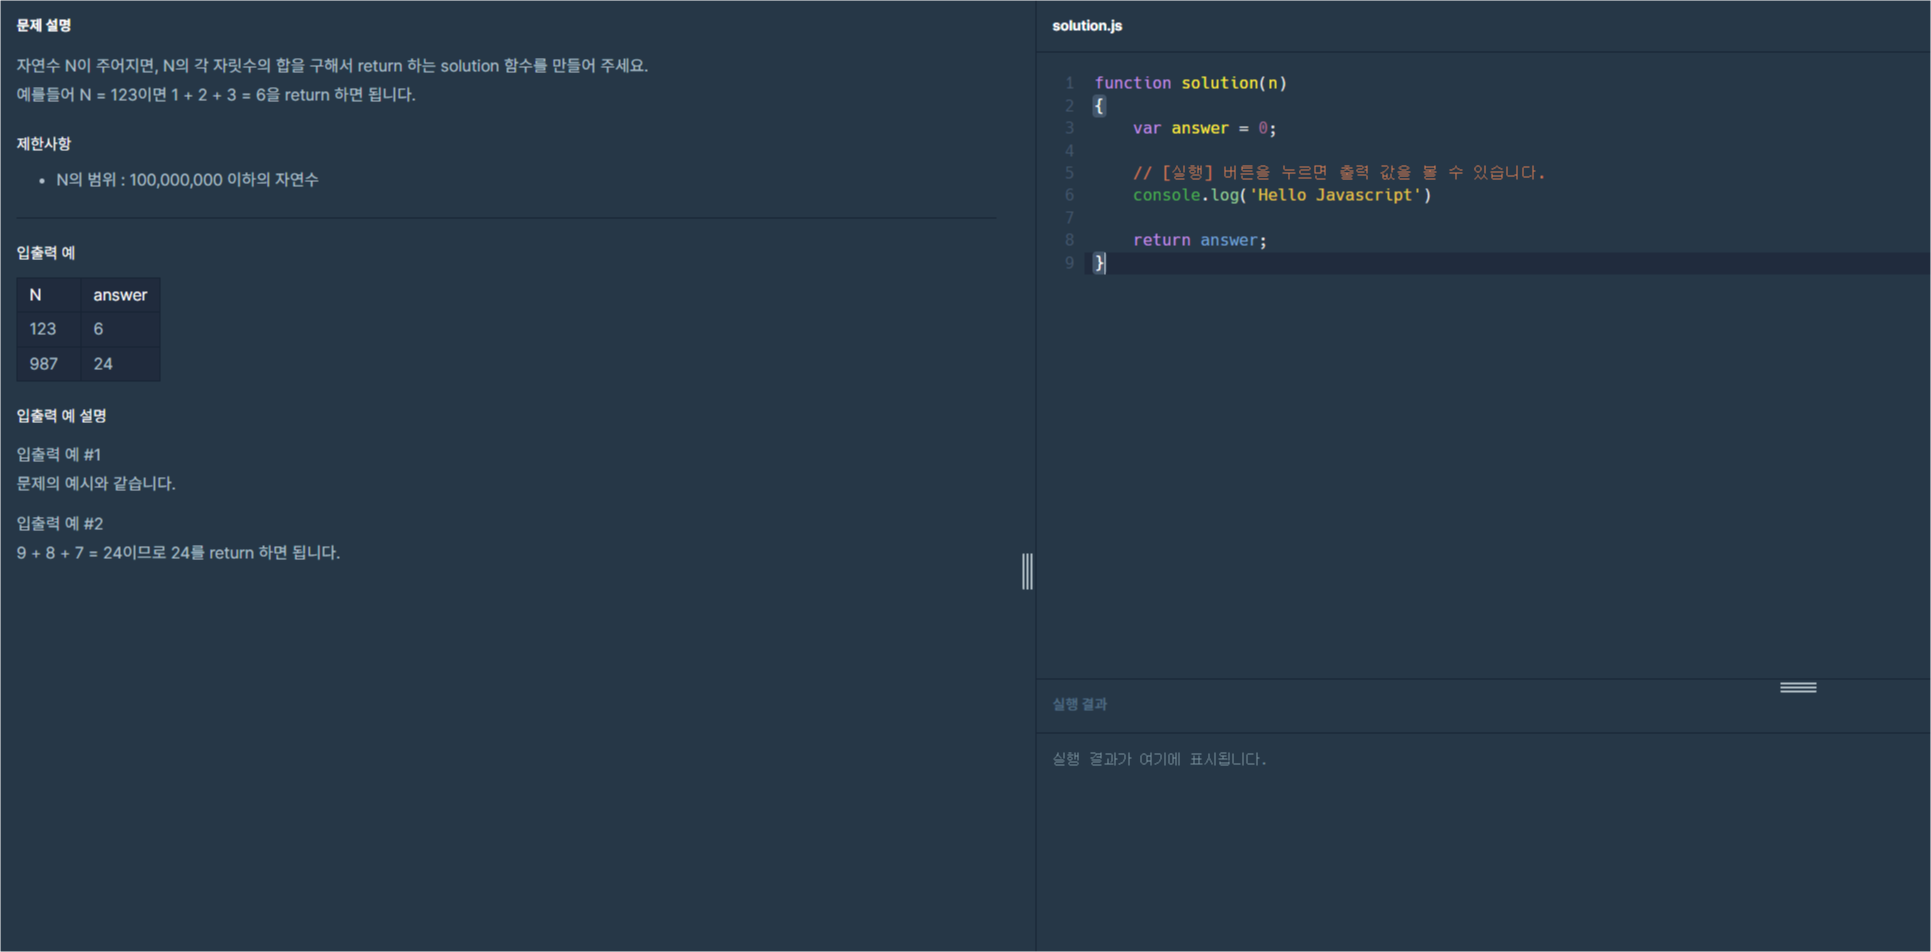 문제 설명
자연수 N이 주어지면, N의 각 자릿수의 합을 구해서 return 하는 solution 함수를 만들어 주세요.
예를들어 N = 123이면 1 + 2 + 3 = 6을 return 하면 됩니다.
제한사항
• N의 범위 : 100,000,000 이하의 자연수
입출력 예
N answer
123 6
987 24
입출력 예 설명
입출력 예 #1
문제의 예시와 같습니다.
입출력 예 #2
9 + 8 + 7 = 24이므로 24를 return 하면 됩니다.
solution.js
1 function solution(n)
2 {
3     var answer = 0;
4
5     // [실행] 버튼을 누르면 출력 값을 볼 수 있습니다.
6     console.log('Hello Javascript')
7
8     return answer;
9 }
실행 결과
실행 결과가 여기에 표시됩니다.